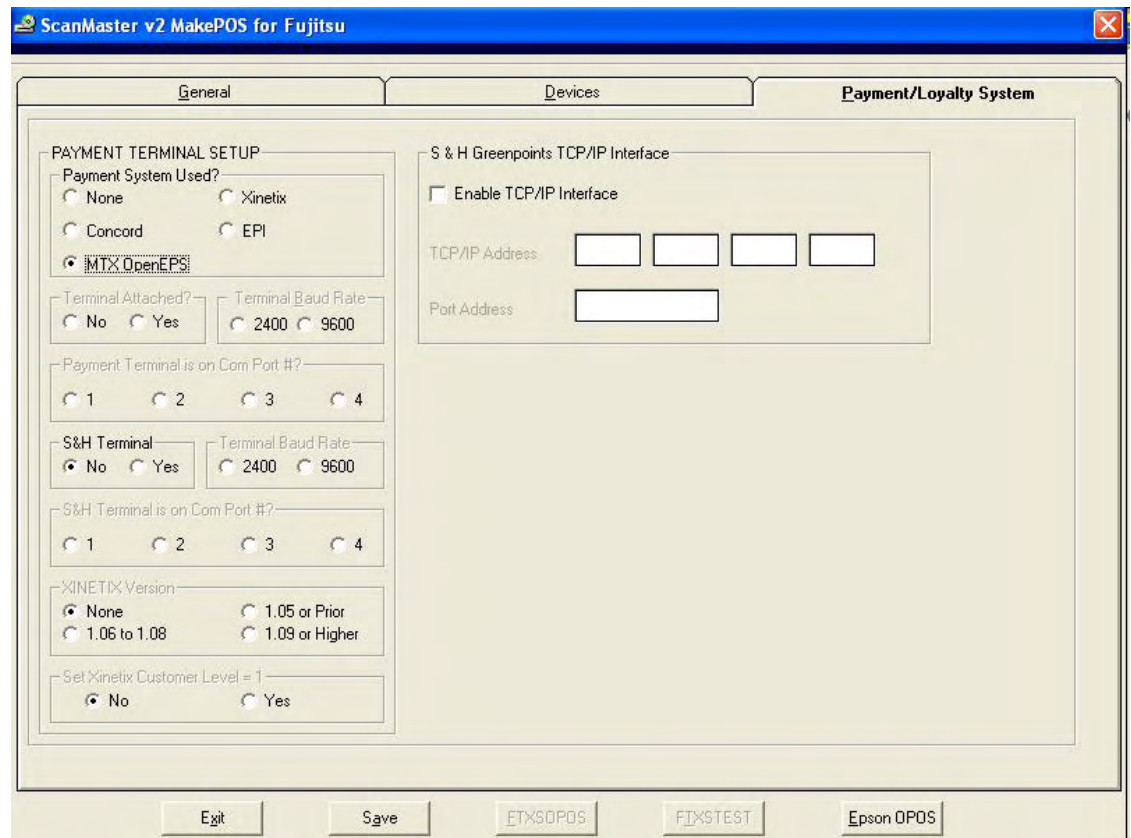 ScanMaster v2 MakePOS for Fujitsu
General
Devices
Payment/Loyalty System
PAYMENT TERMINAL SETUP
Payment System Used?
None
Xinetix
Concord
EPI
MTX OpenEPS
Terminal Attached?
Terminal Baud Rate
No
Yes
2400
9600
Payment Terminal is on Com Port #?
1
2
3
4
S&H Terminal
Terminal Baud Rate
No
Yes
2400
9600
S&H Terminal is on Com Port #?
1
2
3
4
XINETIX Version
None
1.05 or Prior
1.06 to 1.08
1.09 or Higher
Set Xinetix Customer Level = 1
No
Yes
S & H Greenpoints TCP/IP Interface
Enable TCP/IP Interface
TCP/IP Address
Port Address
Exit
Save
FTXSOPOS
FTXSTEST
Epson OPOS